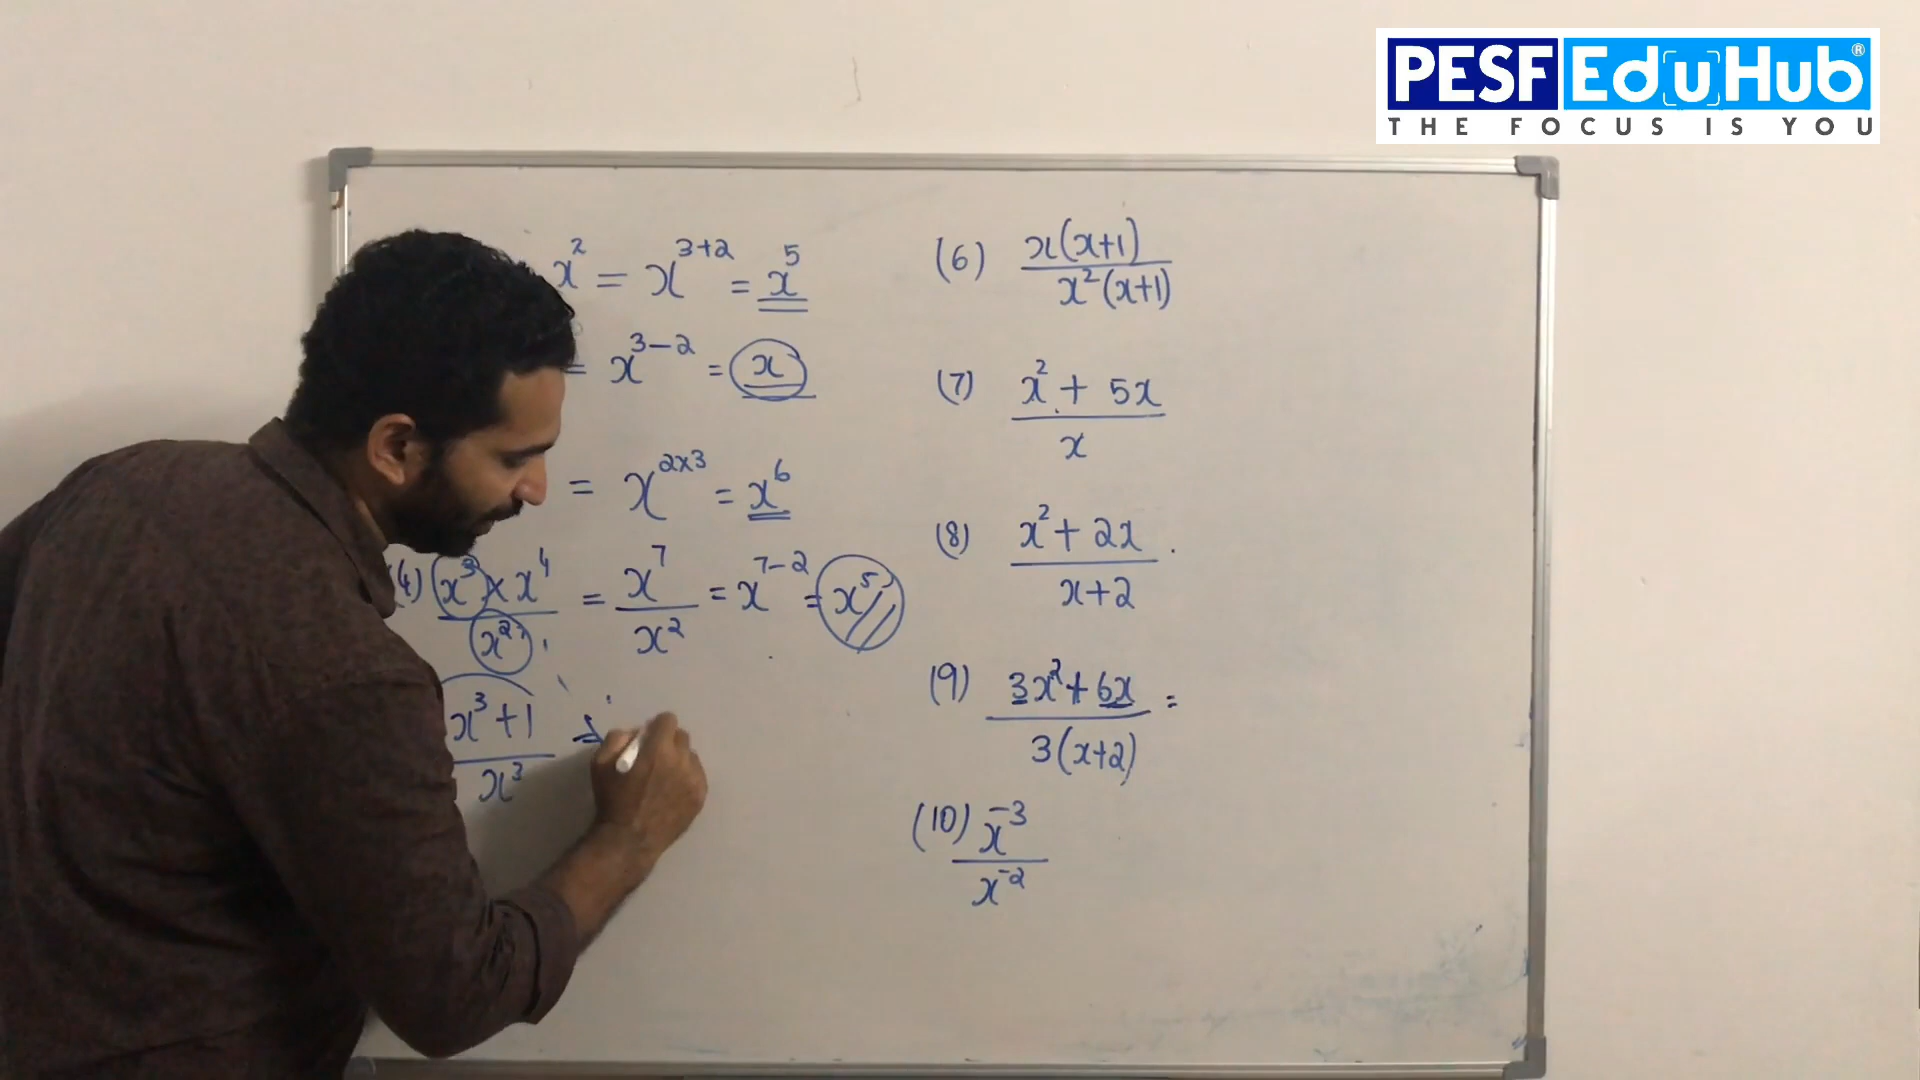 PESF EduHub®
THE FOCUS IS YOU
x² = x³⁺² = x⁵
= x³⁻² = x
= x²ˣ³ = x⁶
(4) x³ × x⁴ / x² = x⁷ / x² = x⁷⁻² = x⁵
x³ + 1 / x³
(6) x(x+1) / x²(x+1)
(7) x² + 5x / x
(8) x² + 2x / x+2
(9) 3x² + 6x / 3(x+2) =
(10) x⁻³ / x⁻²